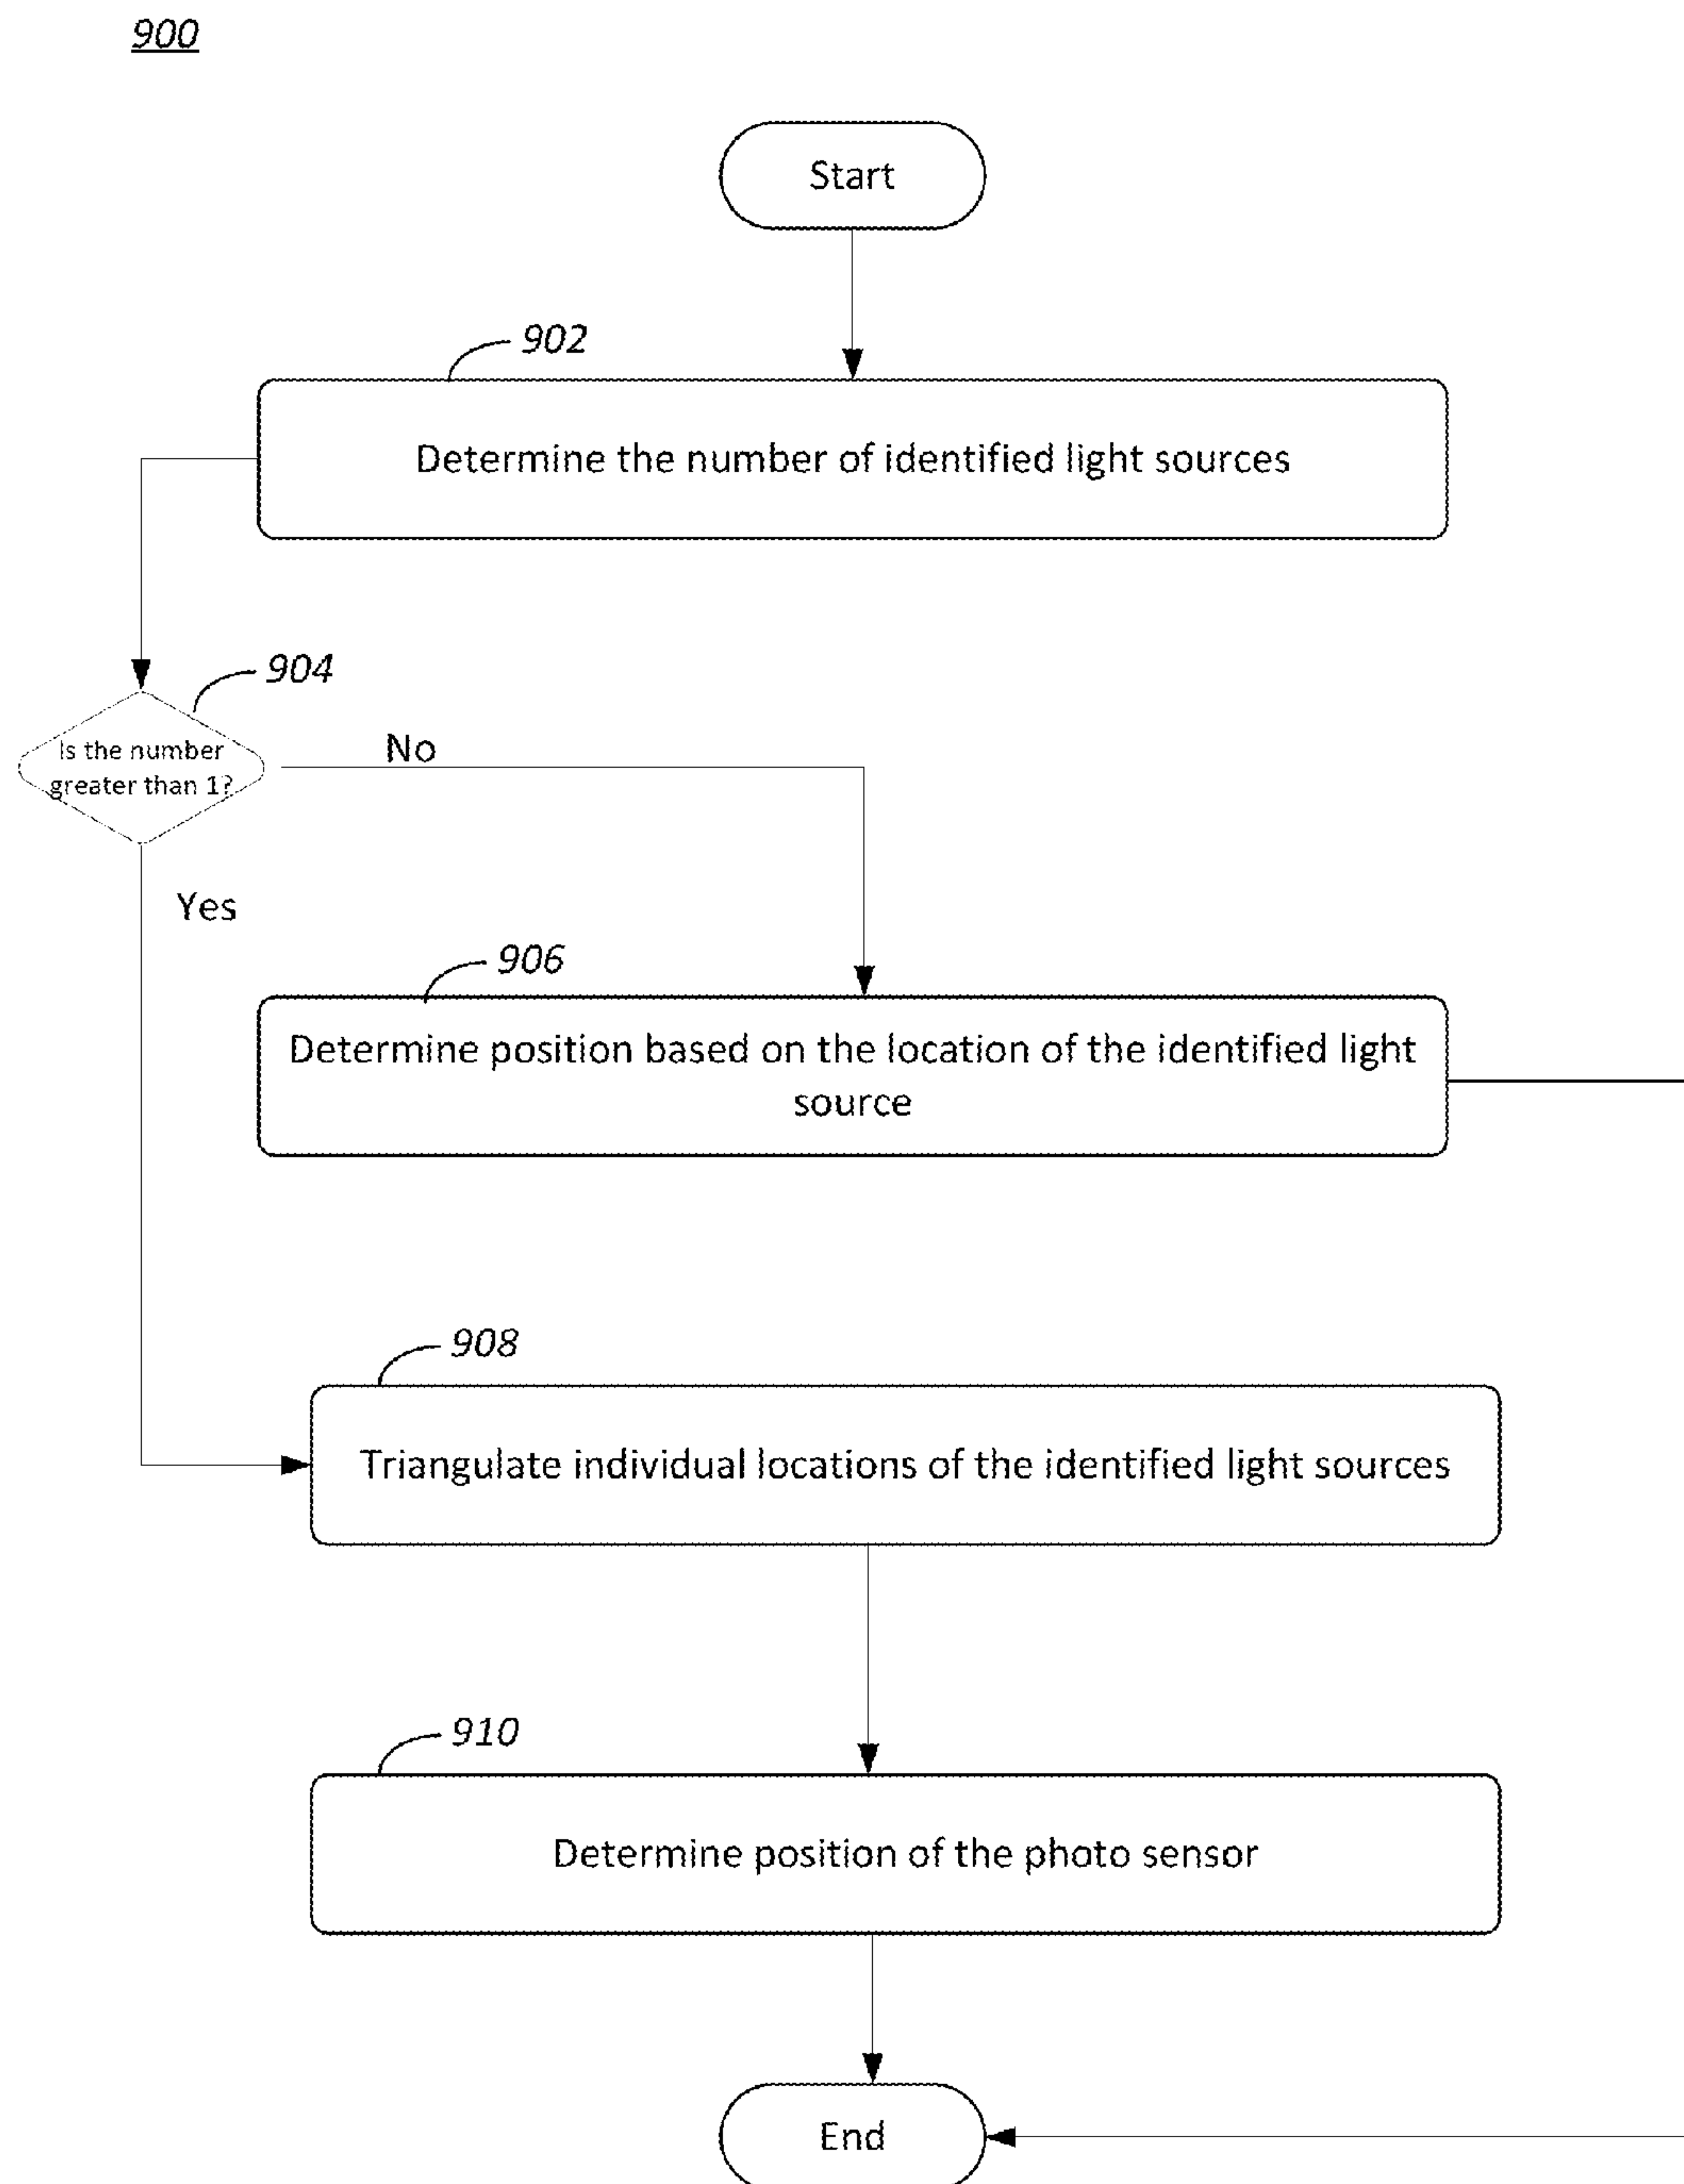 900
Start
902
Determine the number of identified light sources
904
Is the number
greater than 1?
No
Yes
906
Determine position based on the location of the identified light
source
908
Triangulate individual locations of the identified light sources
910
Determine position of the photo sensor
End